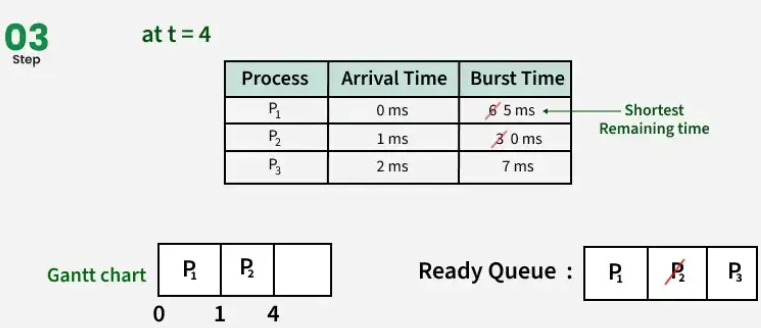 03
Step
at t = 4
Process Arrival Time Burst Time
P1 0 ms 6 5 ms
Shortest
Remaining time
P2 1 ms 3 0 ms
P3 2 ms 7 ms
Gantt chart P1 P2
0 1 4
Ready Queue : P1 P2 P3